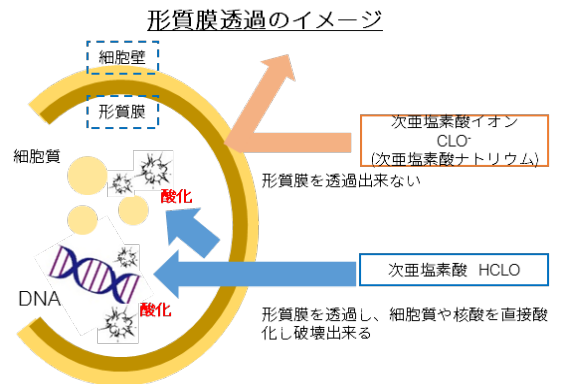 形質膜透過のイメージ
細胞壁
形質膜
細胞質
次亜塩素酸イオン
CLO⁻
(次亜塩素酸ナトリウム)
形質膜を透過出来ない
酸化
次亜塩素酸 HCLO
DNA
酸化
形質膜を透過し、細胞質や核酸を直接酸
化し破壊出来る